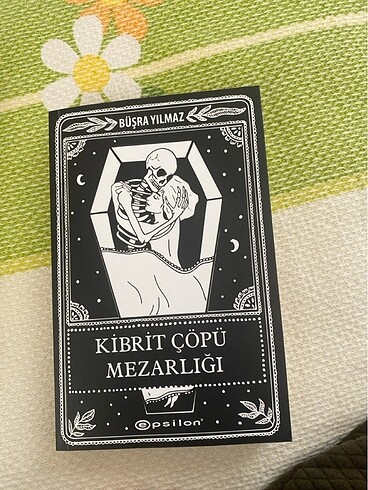 BÜŞRA YILMAZ
KİBRİT ÇÖPÜ
MEZARLIĞI
epsilon